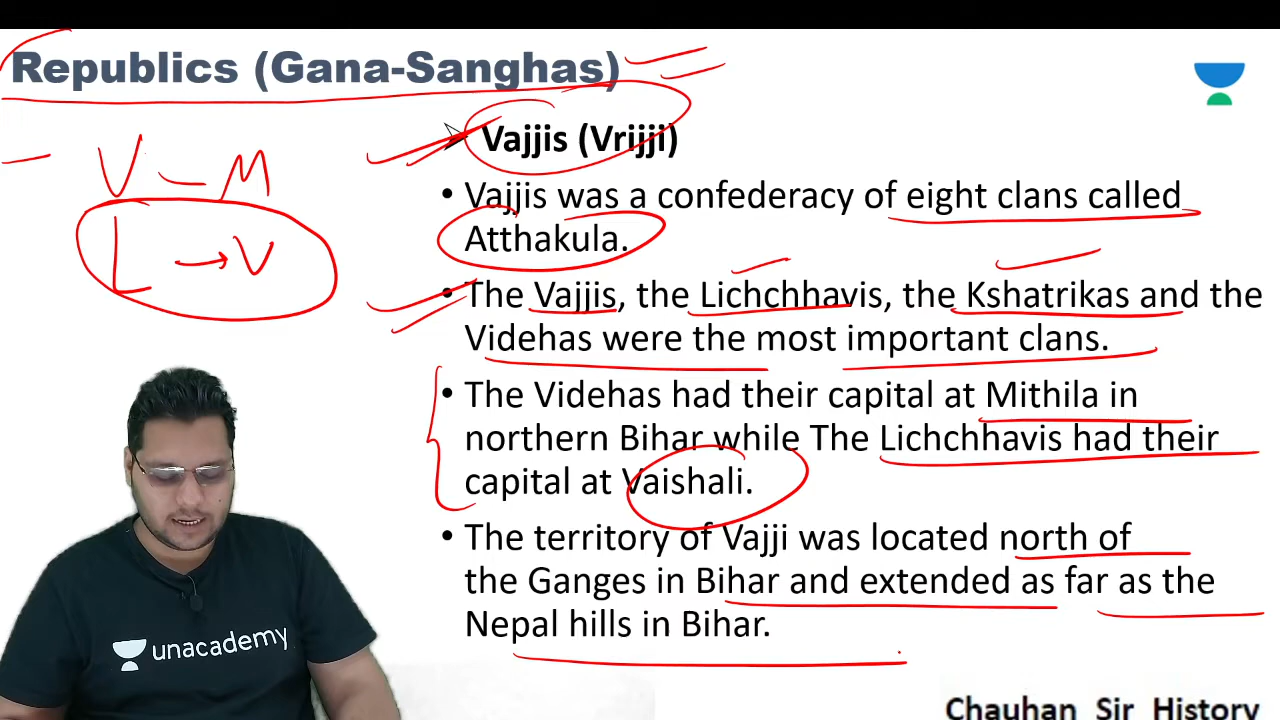 Republics (Gana-Sanghas)
V - M
L → V
Vajjis (Vrijji)
• Vajjis was a confederacy of eight clans called
Atthakula.
• The Vajjis, the Lichchhavis, the Kshatrikas and the
Videhas were the most important clans.
• The Videhas had their capital at Mithila in
northern Bihar while The Lichchhavis had their
capital at Vaishali.
• The territory of Vajji was located north of
the Ganges in Bihar and extended as far as the
Nepal hills in Bihar.
unacademy
Chauhan Sir History